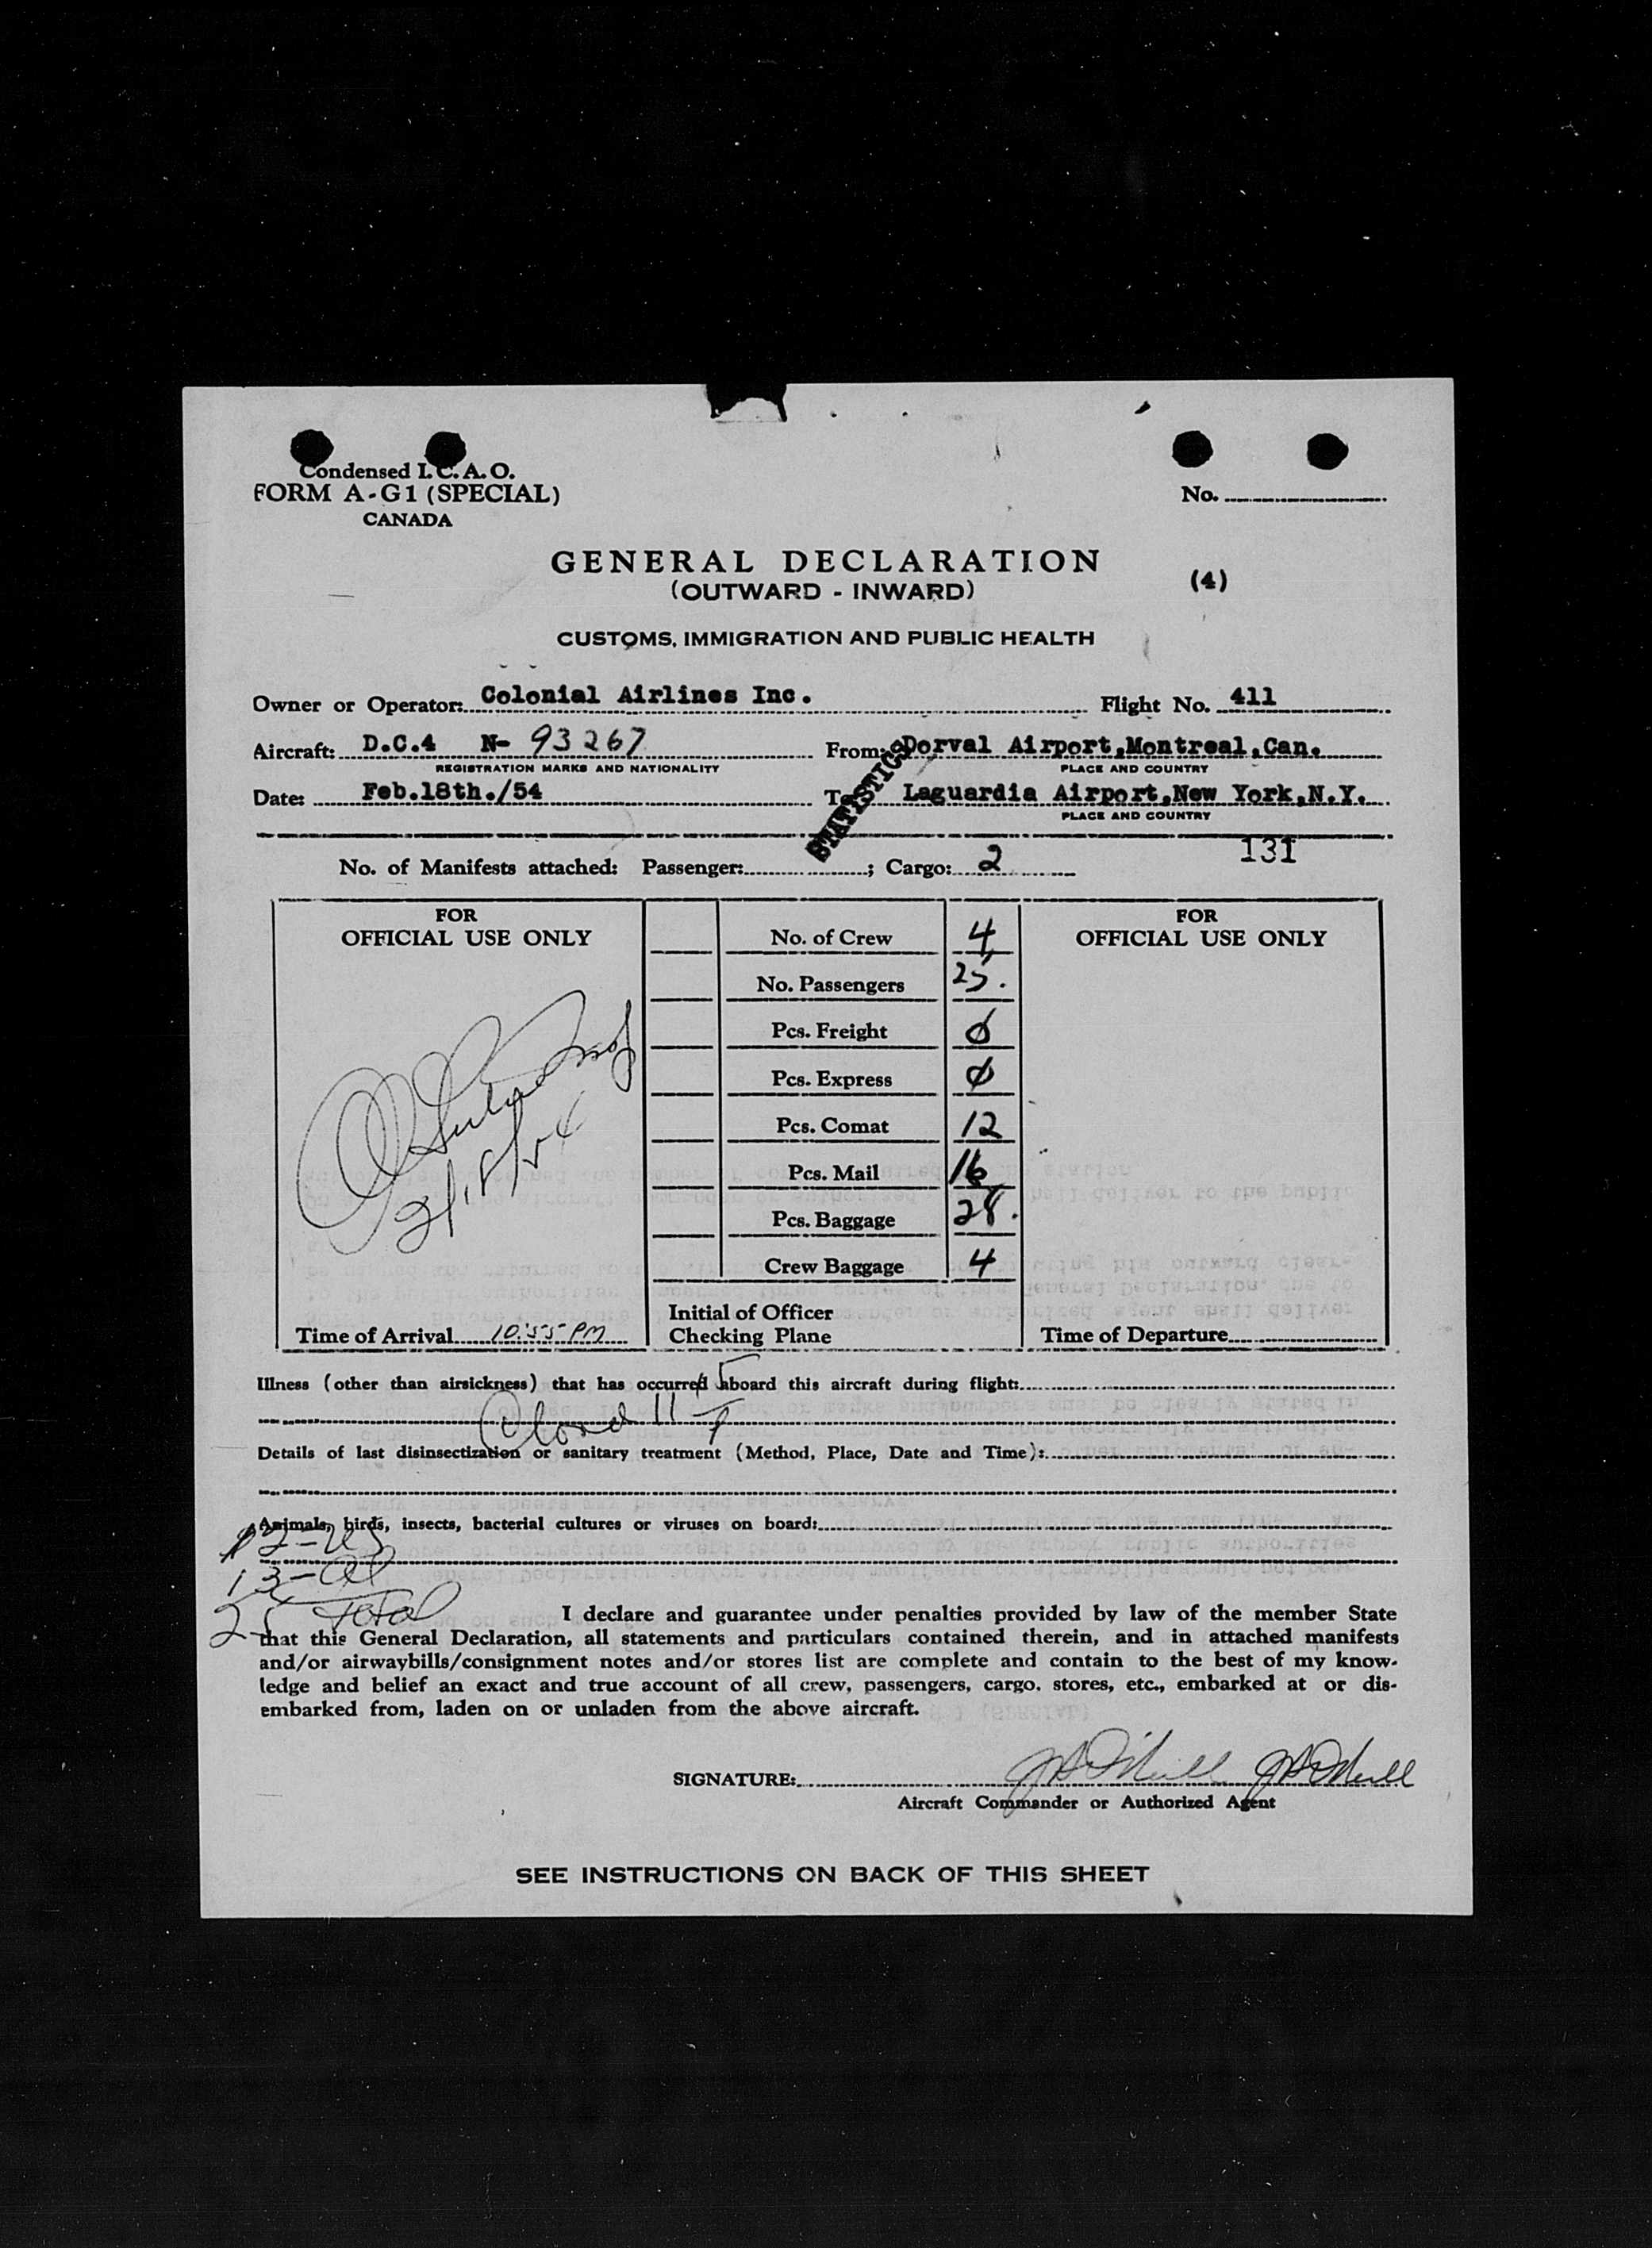 Condensed I.C.A.O.
FORM A-G1 (SPECIAL)
CANADA
No.
GENERAL DECLARATION
(OUTWARD - INWARD)
(4)
CUSTOMS, IMMIGRATION AND PUBLIC HEALTH
Owner or Operator: Colonial Airlines Inc. Flight No. 411
Aircraft: D.C.4 N- 93267 From: Dorval Airport,Montreal,Can.
REGISTRATION MARKS AND NATIONALITY PLACE AND COUNTRY
Date: Feb.18th./54 To Laguardia Airport,New York,N.Y.
PLACE AND COUNTRY
STATISTICS
131
No. of Manifests attached: Passenger: ; Cargo: 2
FOR
OFFICIAL USE ONLY
No. of Crew 4
No. Passengers 25.
Pcs. Freight 0
Pcs. Express 0
Pcs. Comat 12
Pcs. Mail 16
Pcs. Baggage 28.
Crew Baggage 4
2/18/54
Time of Arrival 10:55 PM
Initial of Officer
Checking Plane
FOR
OFFICIAL USE ONLY
Time of Departure
Illness (other than airsickness) that has occurred aboard this aircraft during flight:
Details of last disinsectization or sanitary treatment (Method, Place, Date and Time):
Animals, birds, insects, bacterial cultures or viruses on board:
12-US
13-Al
25 Total
I declare and guarantee under penalties provided by law of the member State
that this General Declaration, all statements and particulars contained therein, and in attached manifests
and/or airwaybills/consignment notes and/or stores list are complete and contain to the best of my know-
ledge and belief an exact and true account of all crew, passengers, cargo. stores, etc., embarked at or dis-
embarked from, laden on or unladen from the above aircraft.
SIGNATURE:
Aircraft Commander or Authorized Agent
SEE INSTRUCTIONS ON BACK OF THIS SHEET